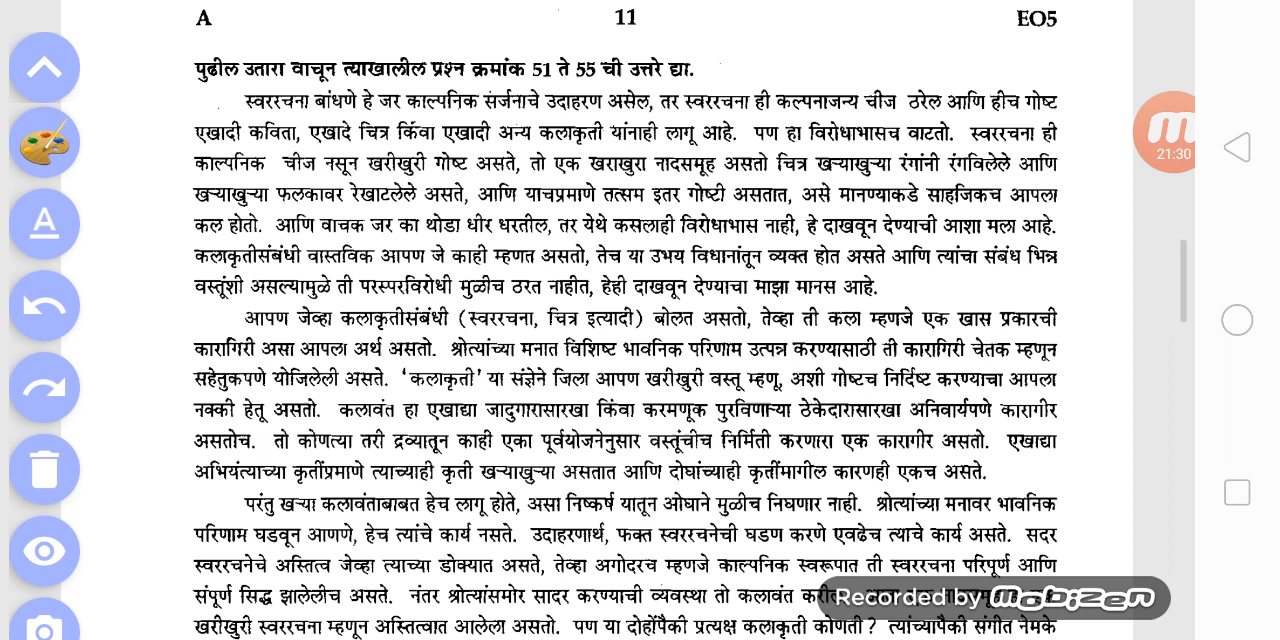 A 11 EO5
पुढील उतारा वाचून त्याखालील प्रश्न क्रमांक 51 ते 55 ची उत्तरे द्या.
स्वररचना बांधणे हे जर काल्पनिक संर्जनाचे उदाहरण असेल, तर स्वररचना ही कल्पनाजन्य चीज ठरेल आणि हीच गोष्ट
एखादी कविता, एखादे चित्र किंवा एखादी अन्य कलाकृती यांनाही लागू आहे. पण हा विरोधाभासच वाटतो. स्वररचना ही
काल्पनिक चीज नसून खरीखुरी गोष्ट असते, तो एक खराखुरा नादसमूह असतो चित्र खऱ्याखुऱ्या रंगांनी रंगविलेले आणि
खऱ्याखुऱ्या फलकावर रेखाटलेले असते, आणि याचप्रमाणे तत्सम इतर गोष्टी असतात, असे मानण्याकडे साहजिकच आपला
कल होतो. आणि वाचक जर का थोडा धीर धरतील, तर येथे कसलाही विरोधाभास नाही, हे दाखवून देण्याची आशा मला आहे.
कलाकृतीसंबंधी वास्तविक आपण जे काही म्हणत असतो, तेच या उभय विधानांतून व्यक्त होत असते आणि त्यांचा संबंध भिन्न
वस्तूंशी असल्यामुळे ती परस्परविरोधी मुळीच ठरत नाहीत, हेही दाखवून देण्याचा माझा मानस आहे.
आपण जेव्हा कलाकृतीसंबंधी (स्वररचना, चित्र इत्यादी) बोलत असतो, तेव्हा ती कला म्हणजे एक खास प्रकारची
कारागिरी असा आपला अर्थ असतो. श्रोत्यांच्या मनात विशिष्ट भावनिक परिणाम उत्पन्न करण्यासाठी ती कारागिरी चेतक म्हणून
सहेतुकपणे योजिलेली असते. 'कलाकृती' या संज्ञेने जिला आपण खरीखुरी वस्तू म्हणू, अशी गोष्टच निर्दिष्ट करण्याचा आपला
नक्की हेतू असतो. कलावंत हा एखाद्या जादुगारासारखा किंवा करमणूक पुरविणाऱ्या ठेकेदारासारखा अनिवार्यपणे कारागीर
असतोच. तो कोणत्या तरी द्रव्यातून काही एका पूर्वयोजनेनुसार वस्तूंचीच निर्मिती करणारा एक कारागीर असतो. एखाद्या
अभियंत्याच्या कृतींप्रमाणे त्याच्याही कृती खऱ्याखुऱ्या असतात आणि दोघांच्याही कृतींमागील कारणही एकच असते.
परंतु खऱ्या कलावंताबाबत हेच लागू होते, असा निष्कर्ष यातून ओघाने मुळीच निघणार नाही. श्रोत्यांच्या मनावर भावनिक
परिणाम घडवून आणणे, हेच त्यांचे कार्य नसते. उदाहरणार्थ, फक्त स्वररचनेची घडण करणे एवढेच त्याचे कार्य असते. सदर
स्वररचनेचे अस्तित्व जेव्हा त्याच्या डोक्यात असते, तेव्हा अगोदरच म्हणजे काल्पनिक स्वरूपात ती स्वररचना परिपूर्ण आणि
संपूर्ण सिद्ध झालेलीच असते. नंतर श्रोत्यांसमोर सादर करण्याची व्यवस्था तो कलावंत
खरीखुरी स्वररचना म्हणून अस्तित्वात आलेला असतो. पण या दोहोंपैकी प्रत्यक्ष कलाकृती कोणती? त्यांच्यापैकी संगीत नेमके
21:30
Recorded by mobizen